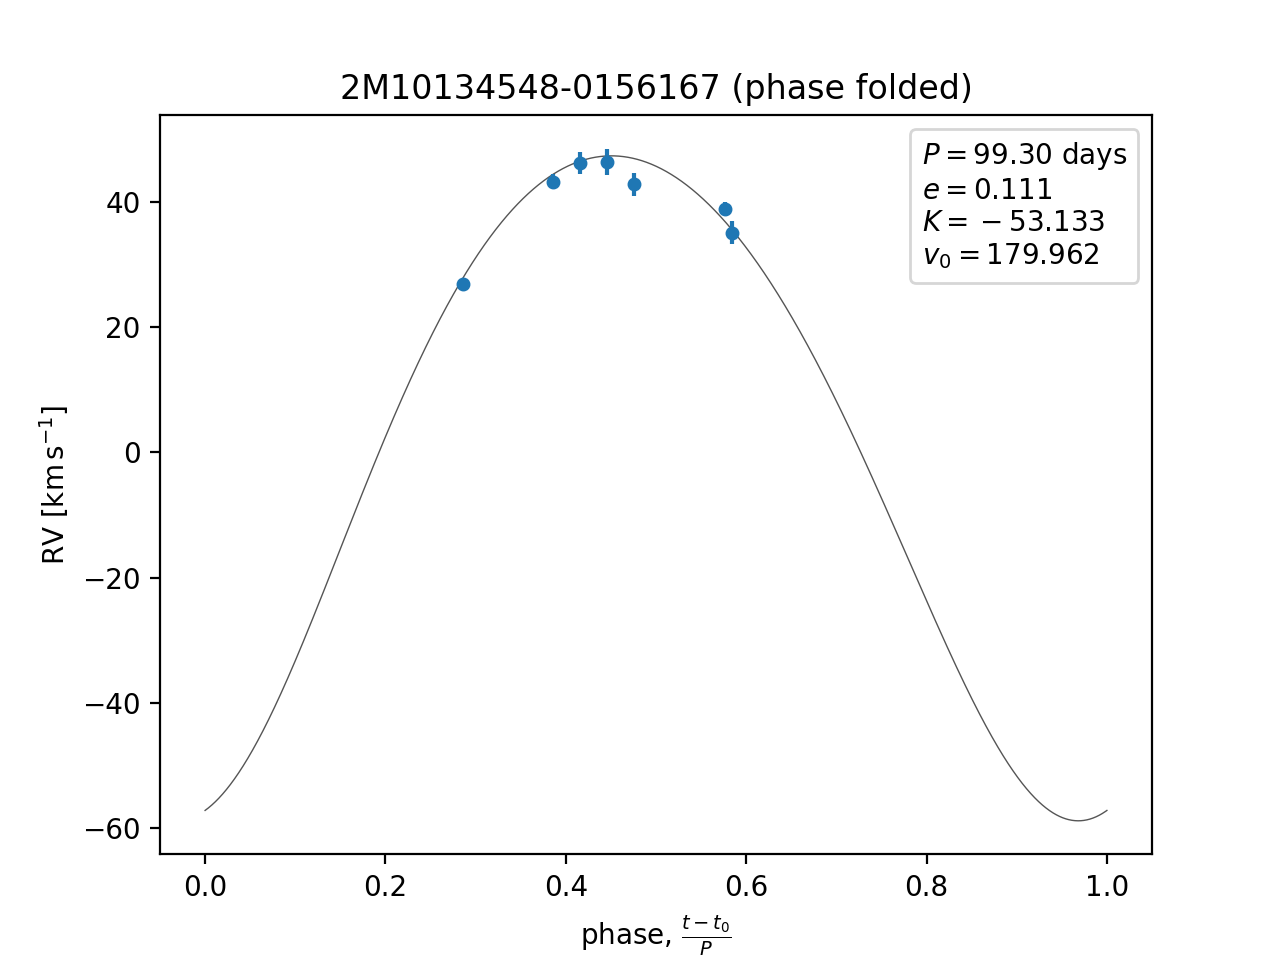 2M10134548-0156167 (phase folded)
P = 99.30 days
e = 0.111
K = −53.133
v₀ = 179.962
RV [km s⁻¹]
40
20
0
−20
−40
−60
0.0 0.2 0.4 0.6 0.8 1.0
phase, (t − t₀)/P